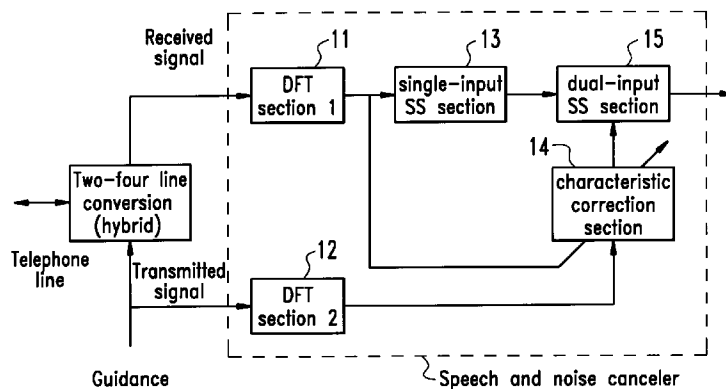 Received
signal
11
DFT
section 1
13
single-input
SS section
15
dual-input
SS section
14
characteristic
correction
section
Two-four line
conversion
(hybrid)
Telephone
line
Transmitted
signal
12
DFT
section 2
Guidance
Speech and noise canceler